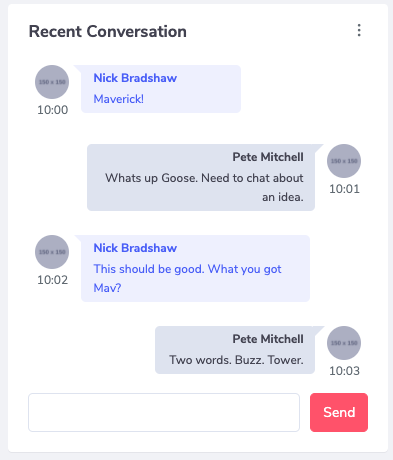 Recent Conversation
150 x 150
Nick Bradshaw
Maverick!
10:00
150 x 150
Pete Mitchell
Whats up Goose. Need to chat about
an idea.
10:01
150 x 150
Nick Bradshaw
This should be good. What you got
Mav?
10:02
150 x 150
Pete Mitchell
Two words. Buzz. Tower.
10:03
Send